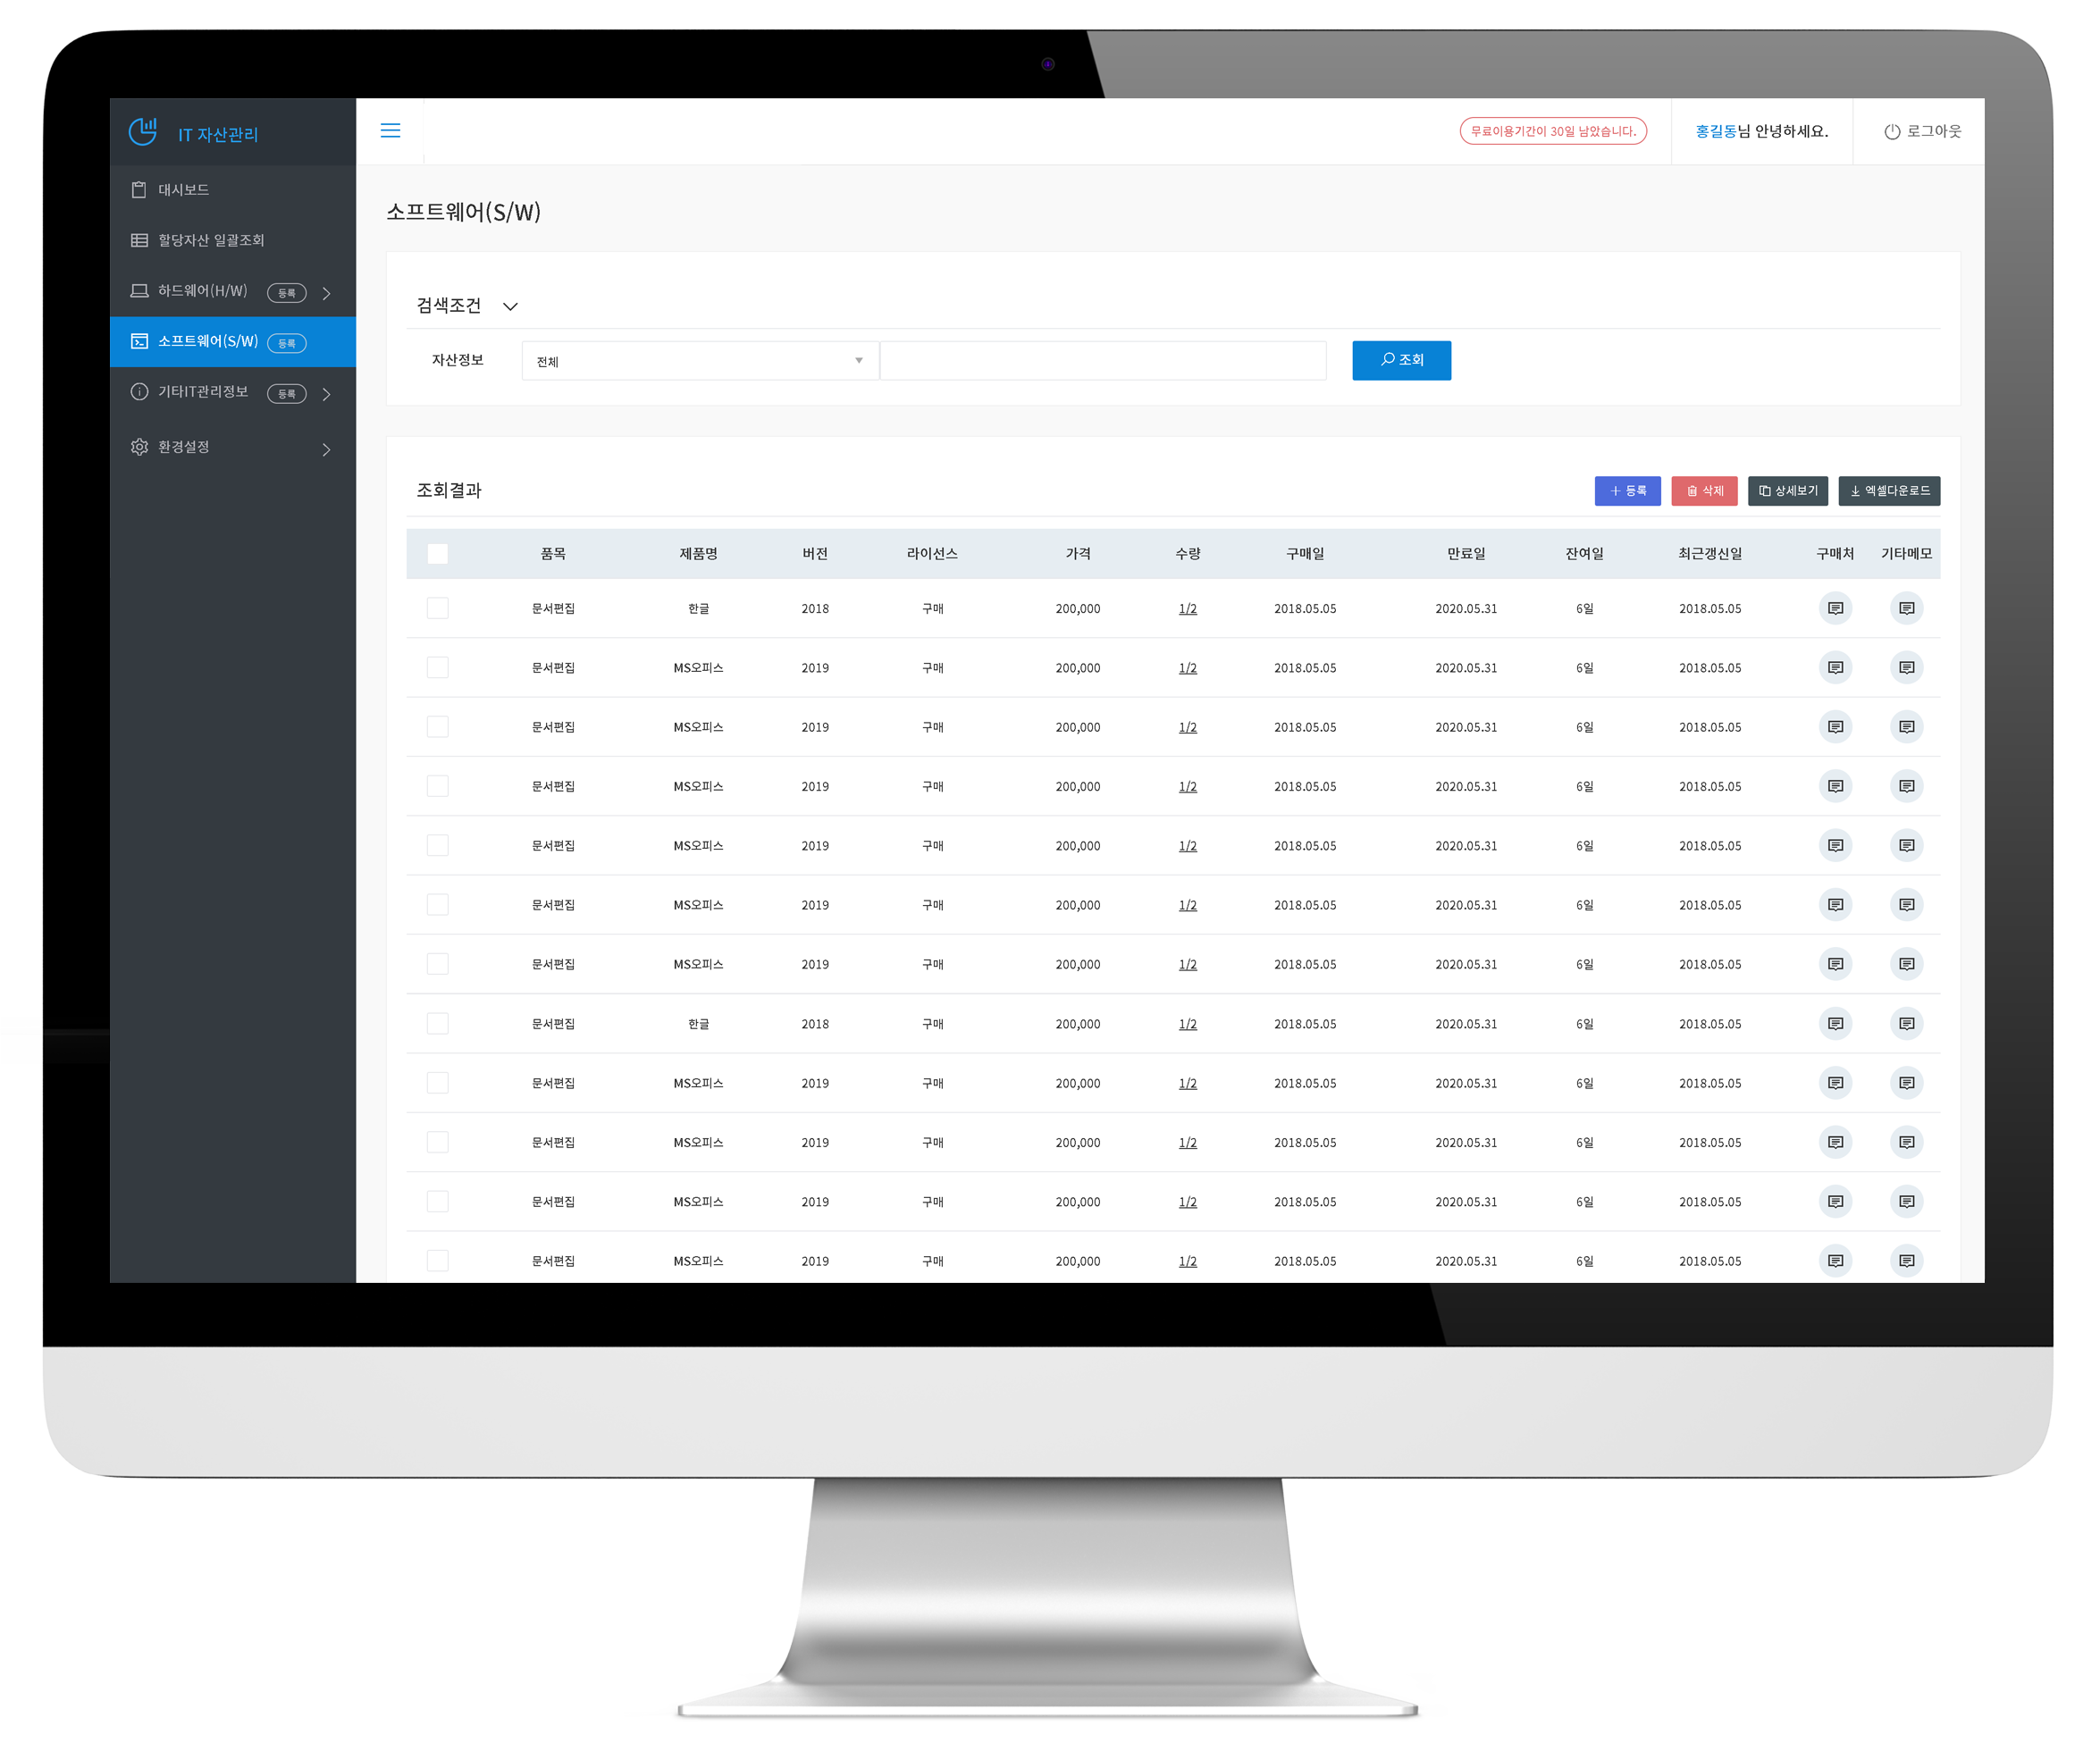 IT 자산관리
무료이용기간이 30일 남았습니다.
홍길동님 안녕하세요.
로그아웃
대시보드
할당자산 일괄조회
하드웨어(H/W) 등록
소프트웨어(S/W) 등록
기타IT관리정보 등록
환경설정
소프트웨어(S/W)
검색조건
자산정보 전체 조회
조회결과
등록 삭제 상세보기 엑셀다운로드
품목 제품명 버전 라이선스 가격 수량 구매일 만료일 잔여일 최근갱신일 구매처 기타메모
문서편집 한글 2018 구매 200,000 1/2 2018.05.05 2020.05.31 6일 2018.05.05
문서편집 MS오피스 2019 구매 200,000 1/2 2018.05.05 2020.05.31 6일 2018.05.05
문서편집 MS오피스 2019 구매 200,000 1/2 2018.05.05 2020.05.31 6일 2018.05.05
문서편집 MS오피스 2019 구매 200,000 1/2 2018.05.05 2020.05.31 6일 2018.05.05
문서편집 MS오피스 2019 구매 200,000 1/2 2018.05.05 2020.05.31 6일 2018.05.05
문서편집 MS오피스 2019 구매 200,000 1/2 2018.05.05 2020.05.31 6일 2018.05.05
문서편집 MS오피스 2019 구매 200,000 1/2 2018.05.05 2020.05.31 6일 2018.05.05
문서편집 한글 2018 구매 200,000 1/2 2018.05.05 2020.05.31 6일 2018.05.05
문서편집 MS오피스 2019 구매 200,000 1/2 2018.05.05 2020.05.31 6일 2018.05.05
문서편집 MS오피스 2019 구매 200,000 1/2 2018.05.05 2020.05.31 6일 2018.05.05
문서편집 MS오피스 2019 구매 200,000 1/2 2018.05.05 2020.05.31 6일 2018.05.05
문서편집 MS오피스 2019 구매 200,000 1/2 2018.05.05 2020.05.31 6일 2018.05.05